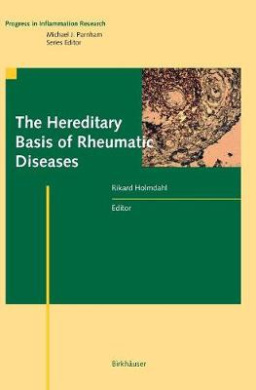 Progress in Inflammation Research
Michael J. Parnham
Series Editor
The Hereditary
Basis of Rheumatic
Diseases
Rikard Holmdahl
Editor
Birkhäuser